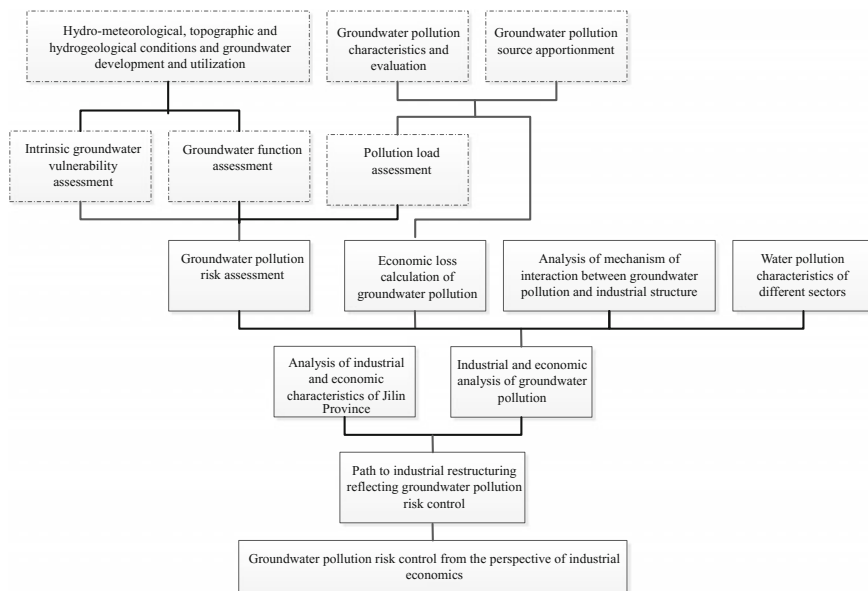 Hydro-meteorological, topographic and
hydrogeological conditions and groundwater
development and utilization
Groundwater pollution
characteristics and
evaluation
Groundwater pollution
source apportionment
Intrinsic groundwater
vulnerability
assessment
Groundwater function
assessment
Pollution load
assessment
Groundwater pollution
risk assessment
Economic loss
calculation of
groundwater pollution
Analysis of mechanism of
interaction between groundwater
pollution and industrial structure
Water pollution
characteristics of
different sectors
Analysis of industrial
and economic
characteristics of Jilin
Province
Industrial and economic
analysis of groundwater
pollution
Path to industrial restructuring
reflecting groundwater pollution
risk control
Groundwater pollution risk control from the perspective of industrial
economics